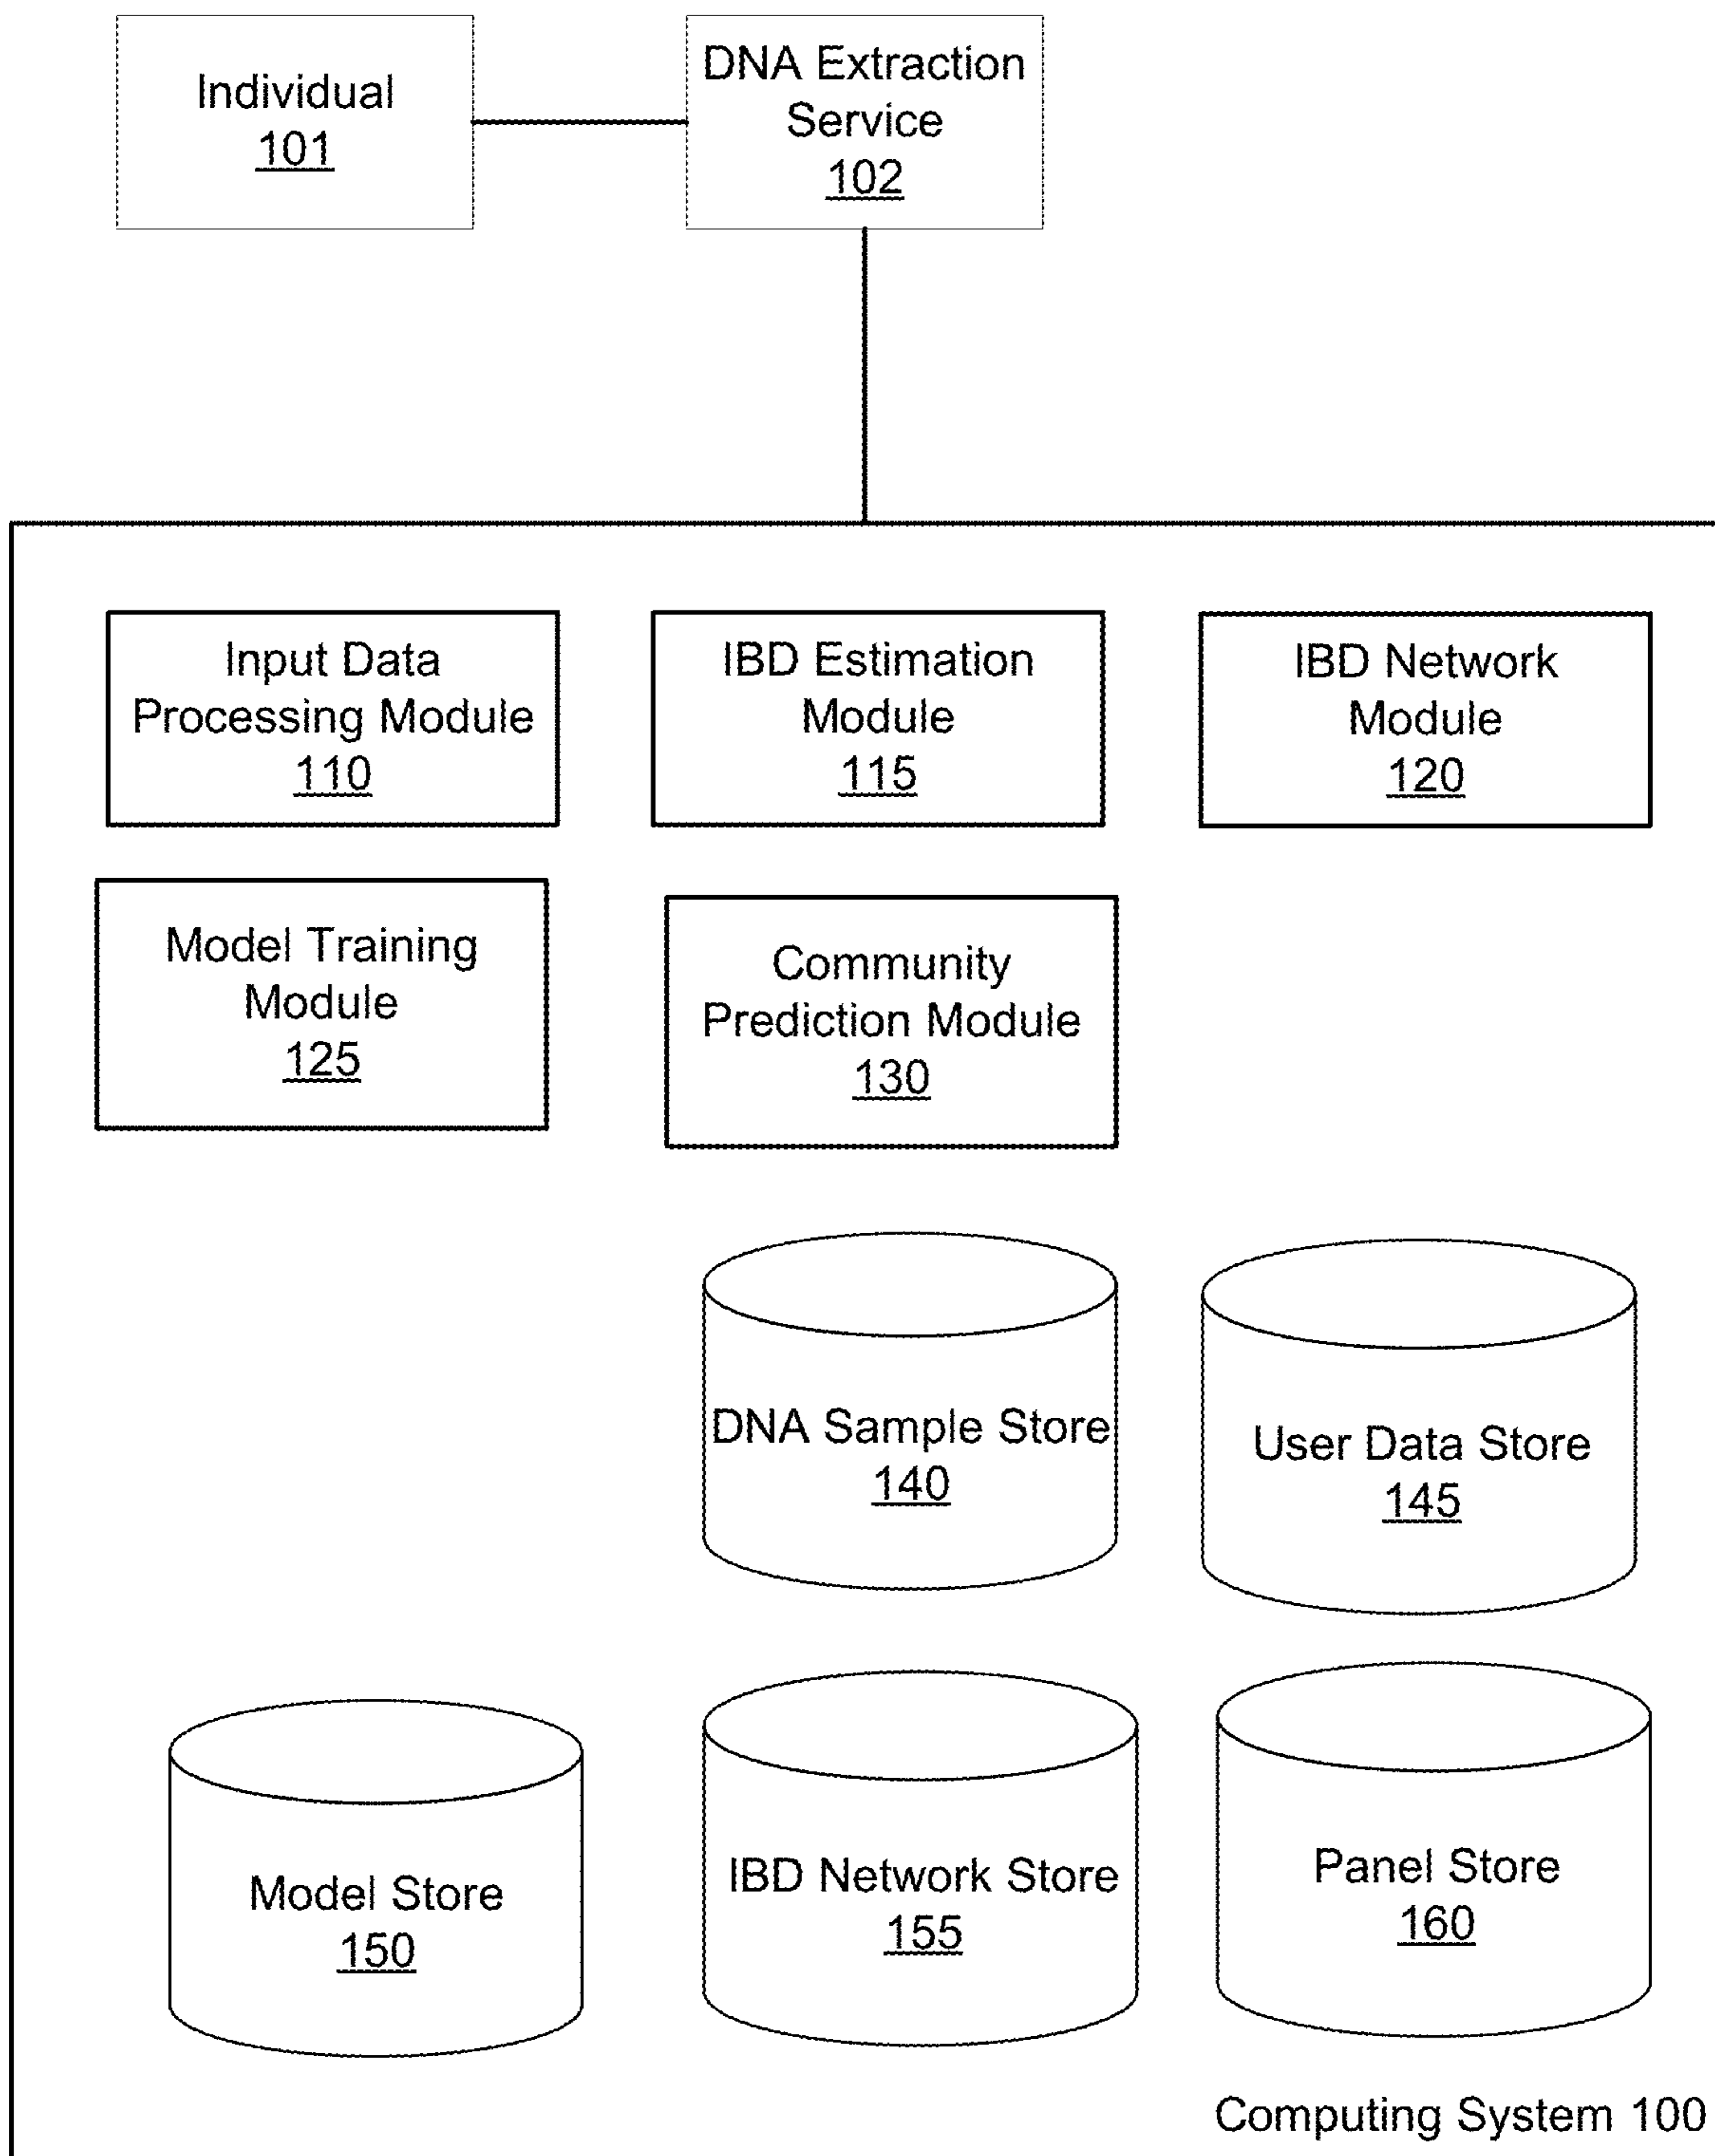 Individual
101
DNA Extraction
Service
102
Input Data
Processing Module
110
IBD Estimation
Module
115
IBD Network
Module
120
Model Training
Module
125
Community
Prediction Module
130
DNA Sample Store
140
User Data Store
145
Model Store
150
IBD Network Store
155
Panel Store
160
Computing System 100